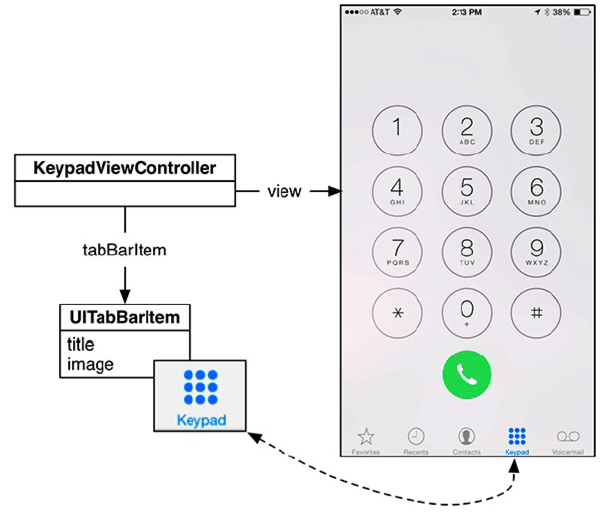 AT&T
2:13 PM
38%
1
2
ABC
3
DEF
KeypadViewController
view
4
GHI
5
JKL
6
MNO
tabBarItem
7
PQRS
8
TUV
9
WXYZ
UITabBarItem
title
image
*
0
+
#
Keypad
Favorites
Recents
Contacts
Keypad
Voicemail